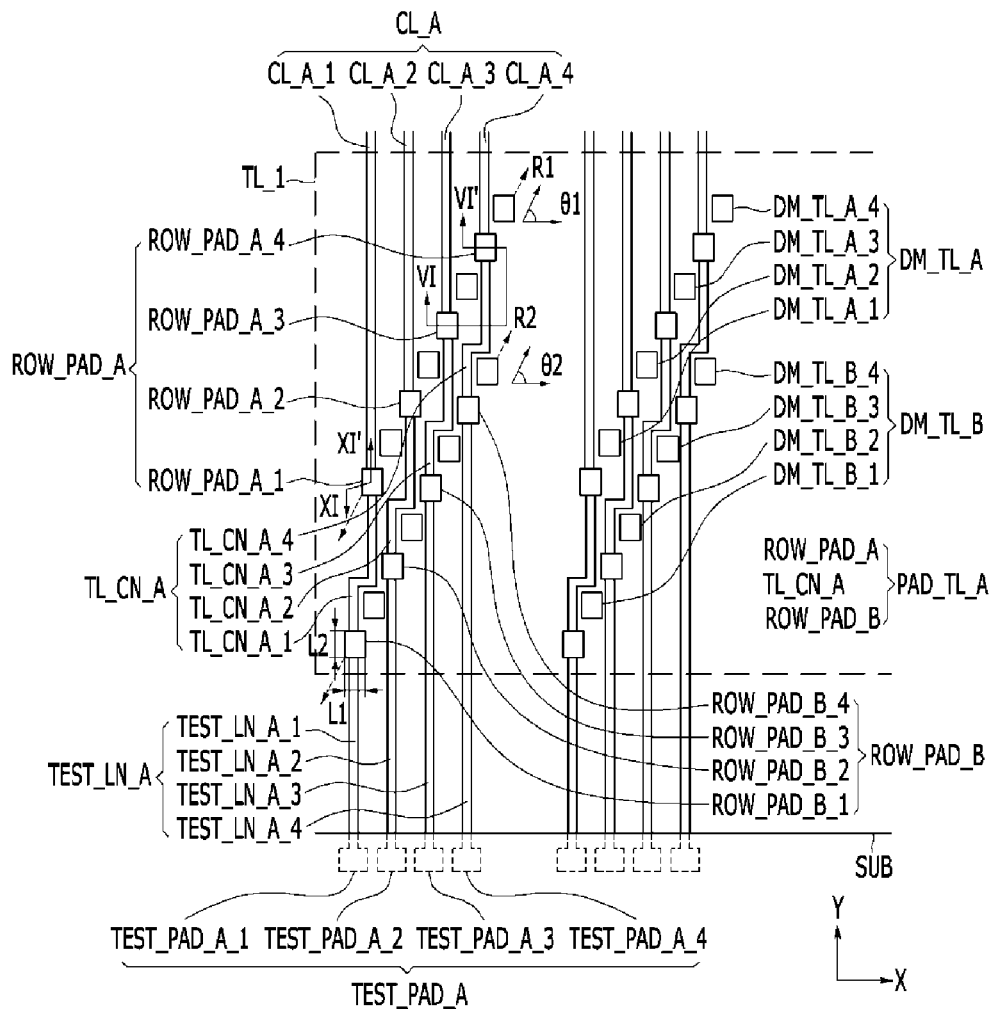 CL_A
CL_A_1 CL_A_2 CL_A_3 CL_A_4
TL_1
R1
θ1
VI'
VI
R2
θ2
ROW_PAD_A_4
ROW_PAD_A_3
ROW_PAD_A
ROW_PAD_A_2
ROW_PAD_A_1
XI'
XI
TL_CN_A_4
TL_CN_A_3
TL_CN_A
TL_CN_A_2
TL_CN_A_1
L2
L1
DM_TL_A_4
DM_TL_A_3
DM_TL_A_2
DM_TL_A_1
DM_TL_A
DM_TL_B_4
DM_TL_B_3
DM_TL_B_2
DM_TL_B_1
DM_TL_B
ROW_PAD_A
TL_CN_A
ROW_PAD_B
PAD_TL_A
TEST_LN_A_1
TEST_LN_A_2
TEST_LN_A
TEST_LN_A_3
TEST_LN_A_4
ROW_PAD_B_4
ROW_PAD_B_3
ROW_PAD_B_2
ROW_PAD_B_1
ROW_PAD_B
SUB
TEST_PAD_A_1 TEST_PAD_A_2 TEST_PAD_A_3 TEST_PAD_A_4
TEST_PAD_A
Y
X